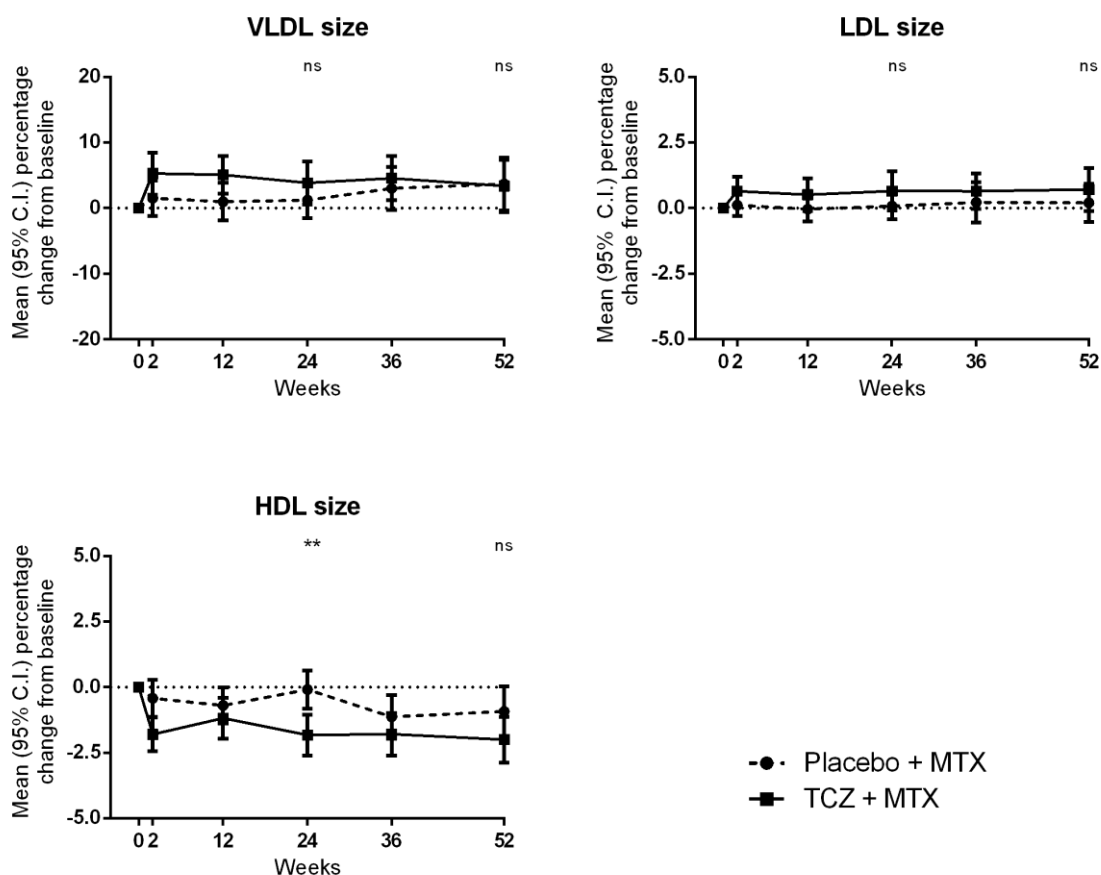 VLDL size
ns ns
20
10
0
-10
-20
Mean (95% C.I.) percentage
change from baseline
0 2 12 24 36 52
Weeks
LDL size
ns ns
5.0
2.5
0.0
-2.5
-5.0
Mean (95% C.I.) percentage
change from baseline
0 2 12 24 36 52
Weeks
HDL size
** ns
5.0
2.5
0.0
-2.5
-5.0
Mean (95% C.I.) percentage
change from baseline
0 2 12 24 36 52
Weeks
Placebo + MTX
TCZ + MTX